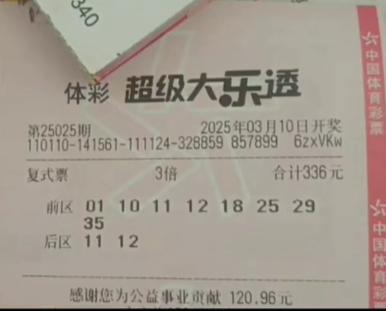 340
体彩 超级大乐透
第25025期 2025年03月10日开奖
110110-141561-111124-328859 857899 6zxVKw
复式票 3倍 合计336元
前区 01 10 11 12 18 25 29
35
后区 11 12
感谢您为公益事业贡献 120.96元
中国体育彩
中国体